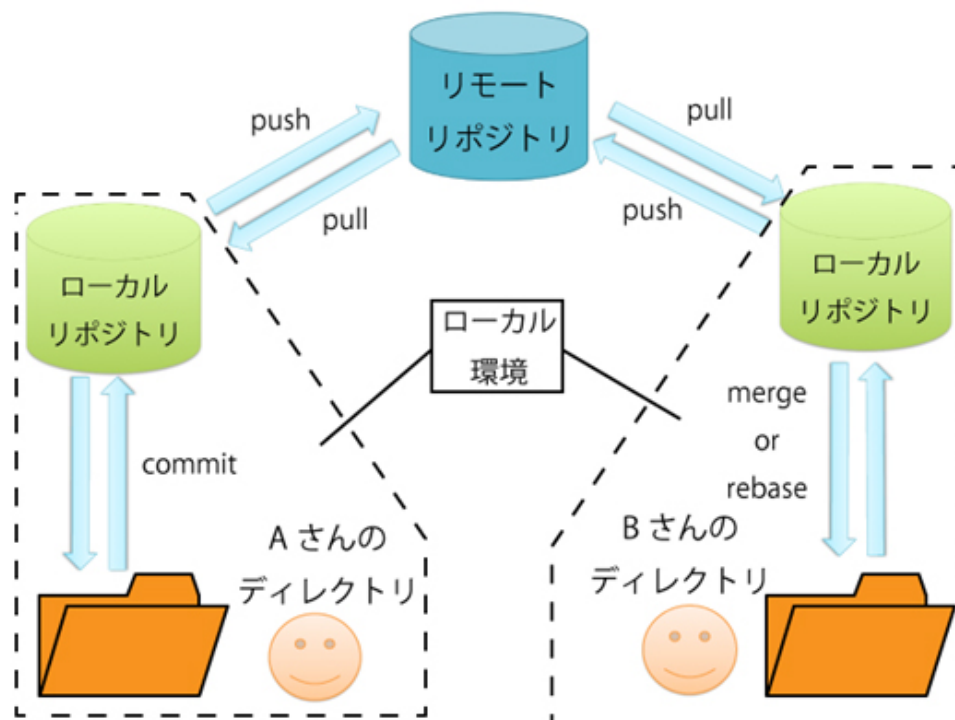 リモート
リポジトリ
push
pull
pull
push
ローカル
リポジトリ
ローカル
リポジトリ
ローカル
環境
commit
merge
or
rebase
A さんの
ディレクトリ
B さんの
ディレクトリ